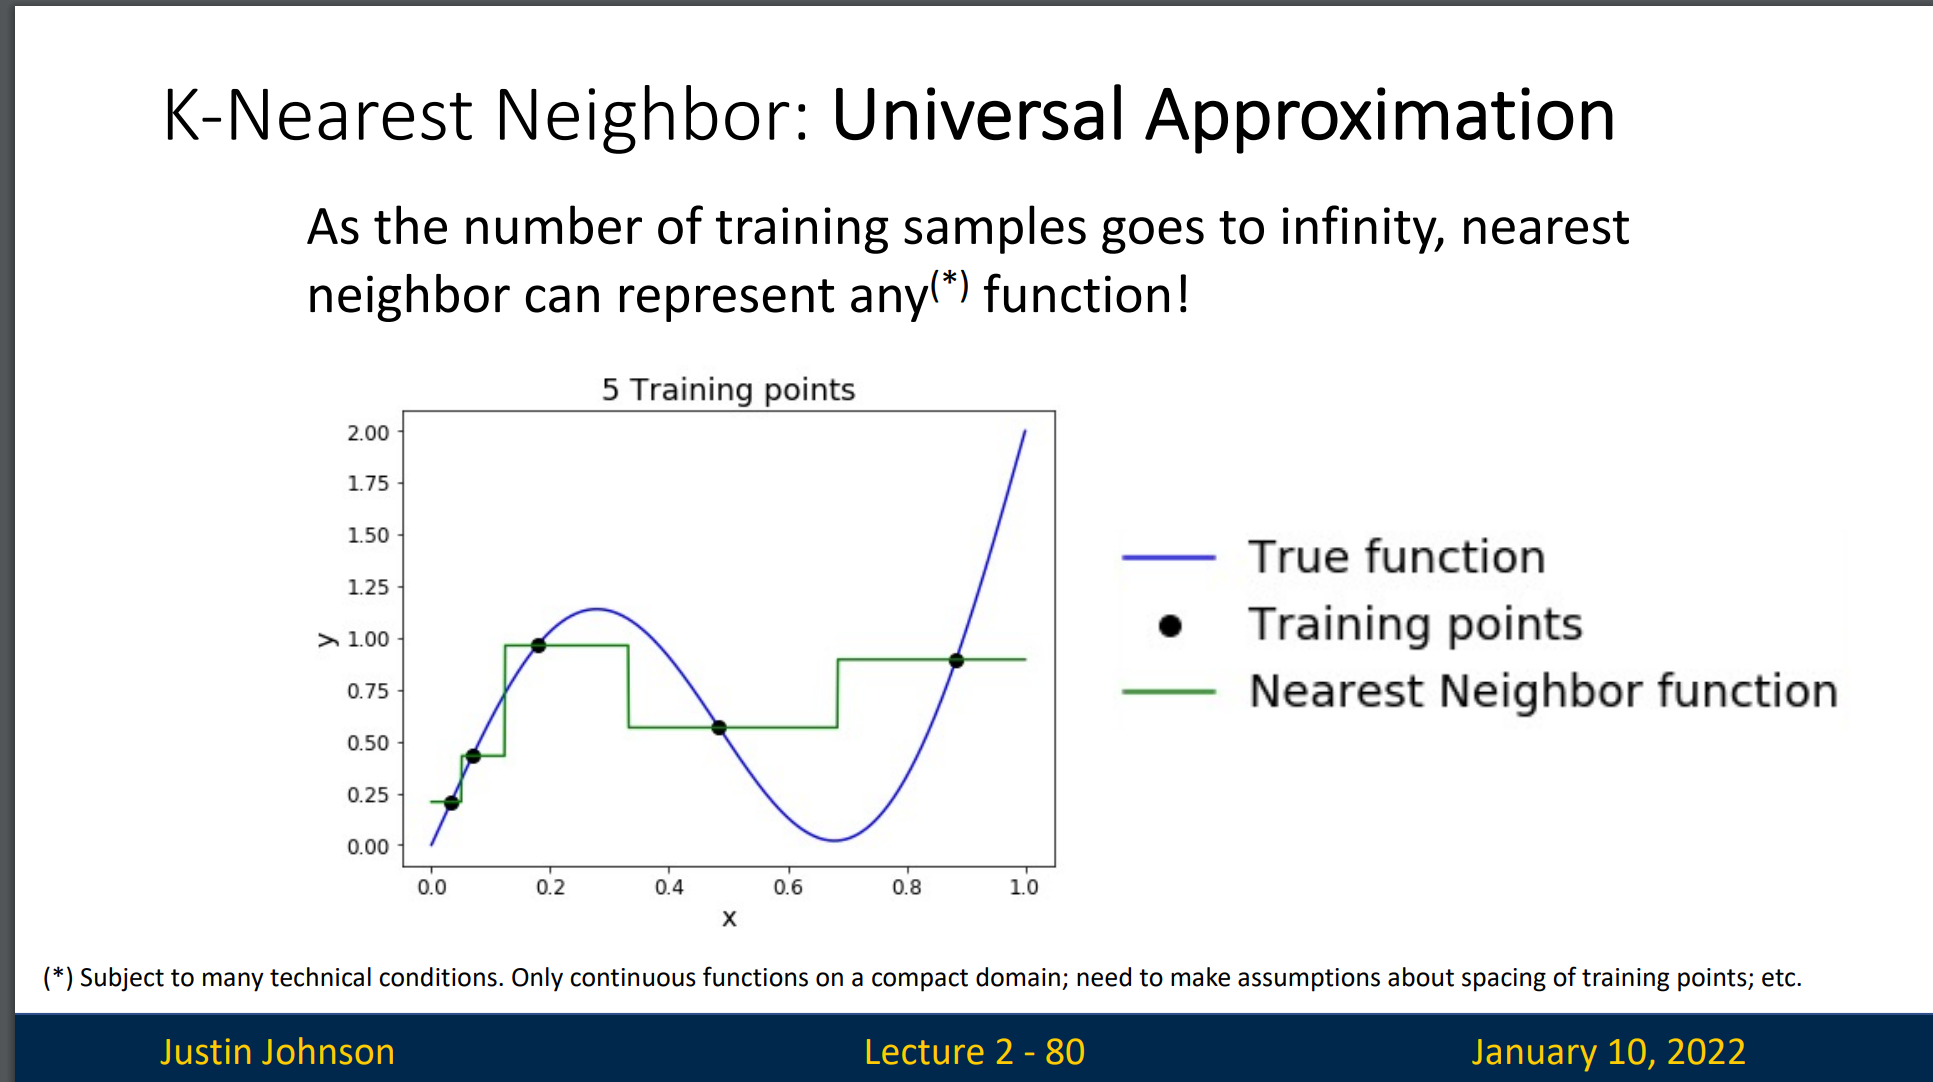 K-Nearest Neighbor: Universal Approximation
As the number of training samples goes to infinity, nearest
neighbor can represent any(*) function!
5 Training points
2.00
1.75
1.50
1.25
1.00
0.75
0.50
0.25
0.00
y
0.0 0.2 0.4 0.6 0.8 1.0
x
True function
Training points
Nearest Neighbor function
(*) Subject to many technical conditions. Only continuous functions on a compact domain; need to make assumptions about spacing of training points; etc.
Justin Johnson Lecture 2 - 80 January 10, 2022